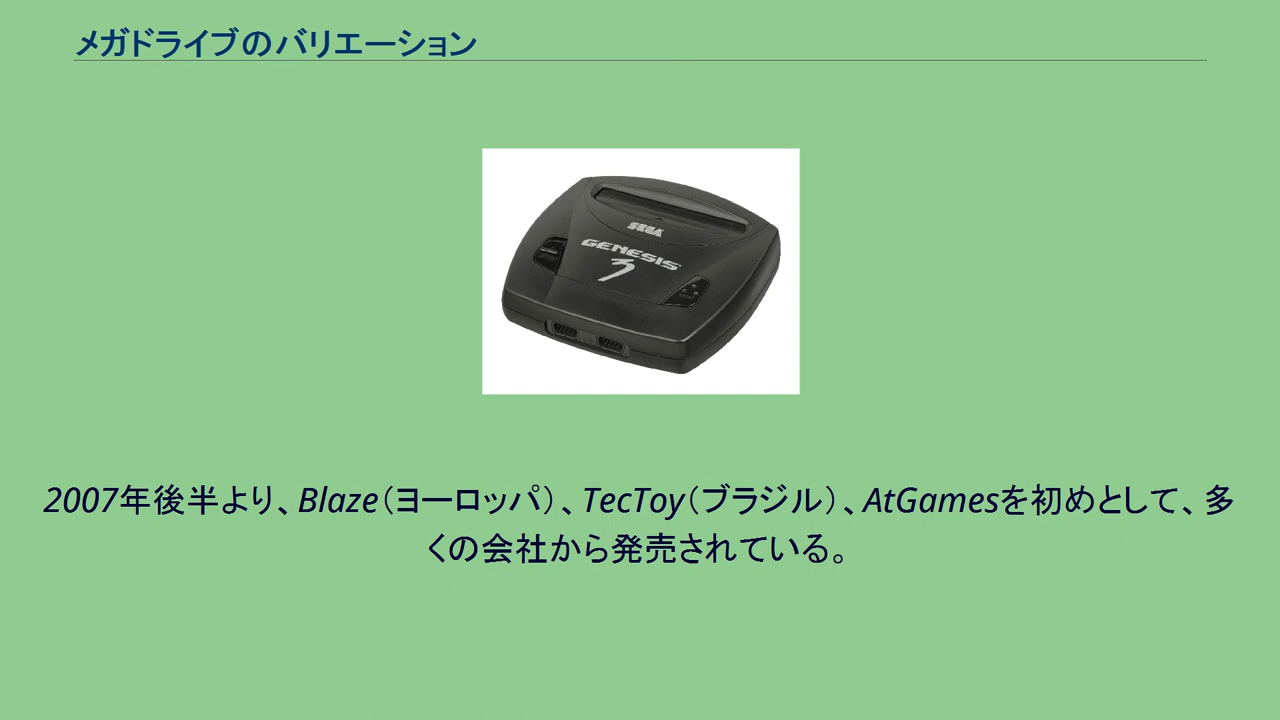 メガドライブのバリエーション
SEGA
GENESIS
3
2007年後半より、Blaze（ヨーロッパ）、TecToy（ブラジル）、AtGamesを初めとして、多
くの会社から発売されている。